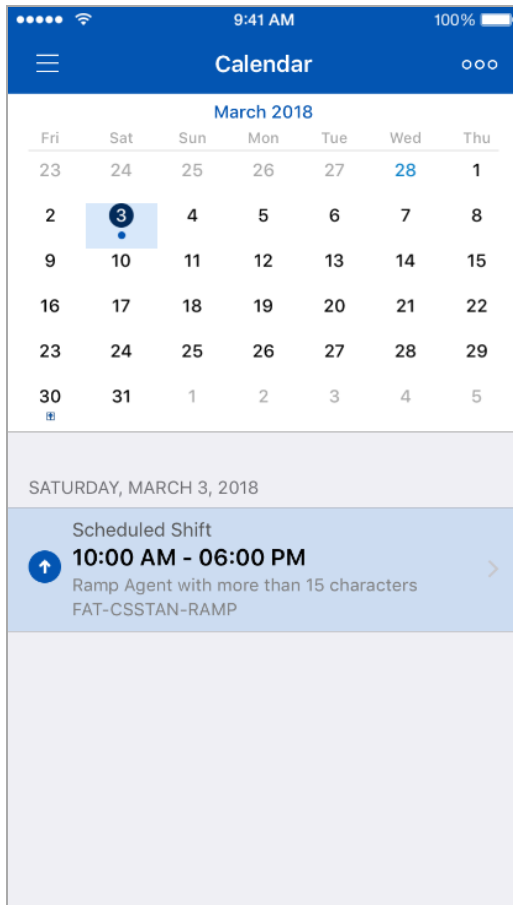 9:41 AM 100%
Calendar
March 2018
Fri Sat Sun Mon Tue Wed Thu
23 24 25 26 27 28 1
2 3 4 5 6 7 8
9 10 11 12 13 14 15
16 17 18 19 20 21 22
23 24 25 26 27 28 29
30 31 1 2 3 4 5
SATURDAY, MARCH 3, 2018
Scheduled Shift
10:00 AM - 06:00 PM
Ramp Agent with more than 15 characters
FAT-CSSTAN-RAMP